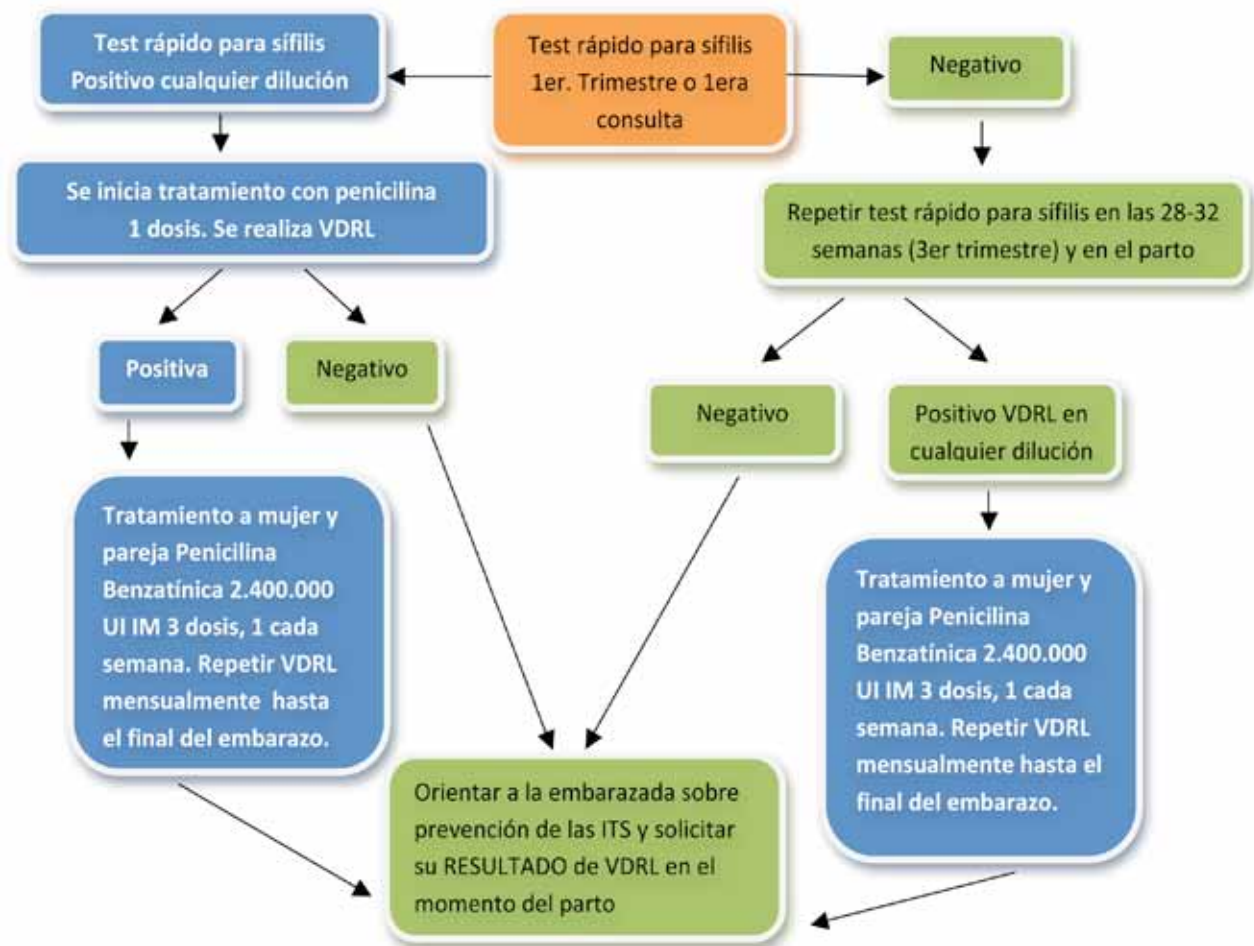 Test rápido para sífilis
Positivo cualquier dilución
Test rápido para sífilis
1er. Trimestre o 1era
consulta
Negativo
Se inicia tratamiento con penicilina
1 dosis. Se realiza VDRL
Repetir test rápido para sífilis en las 28-32
semanas (3er trimestre) y en el parto
Positiva
Negativo
Negativo
Positivo VDRL en
cualquier dilución
Tratamiento a mujer y
pareja Penicilina
Benzatínica 2.400.000
UI IM 3 dosis, 1 cada
semana. Repetir VDRL
mensualmente hasta
el final del embarazo.
Tratamiento a mujer y
pareja Penicilina
Benzatínica 2.400.000
UI IM 3 dosis, 1 cada
semana. Repetir VDRL
mensualmente hasta el
final del embarazo.
Orientar a la embarazada sobre
prevención de las ITS y solicitar
su RESULTADO de VDRL en el
momento del parto